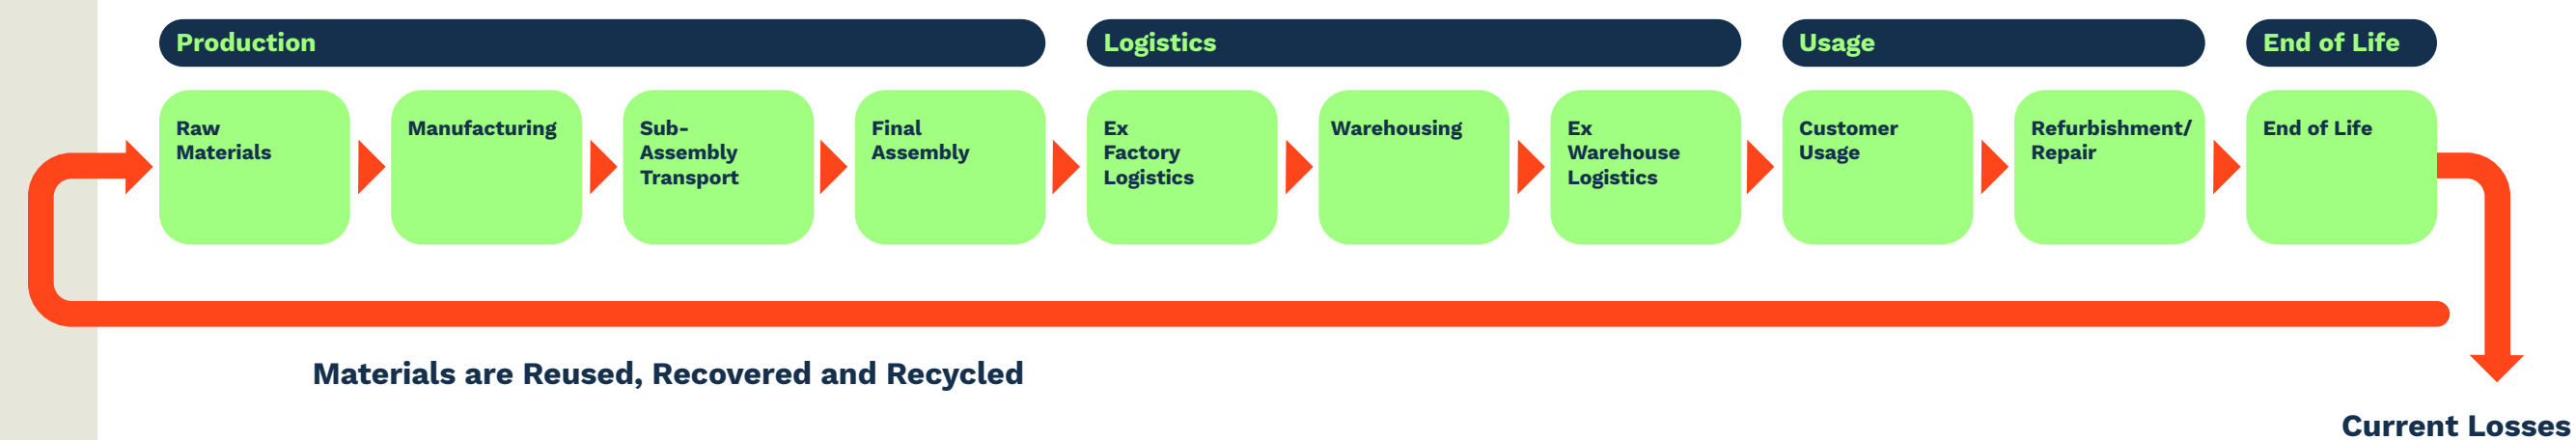 Production
Logistics
Usage
End of Life
Raw
Materials
Manufacturing
Sub-
Assembly
Transport
Final
Assembly
Ex
Factory
Logistics
Warehousing
Ex
Warehouse
Logistics
Customer
Usage
Refurbishment/
Repair
End of Life
Materials are Reused, Recovered and Recycled
Current Losses